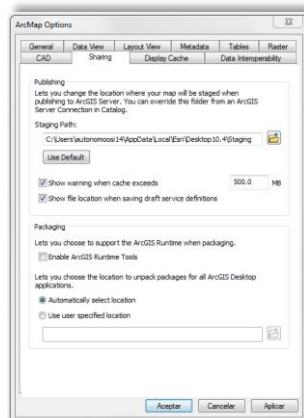 ArcMap Options
General Data View Layout View Metadata Tables Raster
CAD Sharing Display Cache Data Interoperability
Publishing
Lets you change the location where your map will be staged
when publishing to ArcGIS Server. You can override this folder from an ArcGIS
Server Connection in Catalog.
Staging Path:
C:\Users\autonomoosi14\AppData\Local\Esri\Desktop10.4\Staging
Use Default
Show warning when cache exceeds 500.0 MB
Show file location when saving draft service definitions
Packaging
Lets you choose to support the ArcGIS Runtime when packaging.
Enable ArcGIS Runtime Tools
Lets you choose the location to unpack packages for all ArcGIS Desktop
applications.
Automatically select location
Use user specified location
Aceptar Cancelar Aplicar